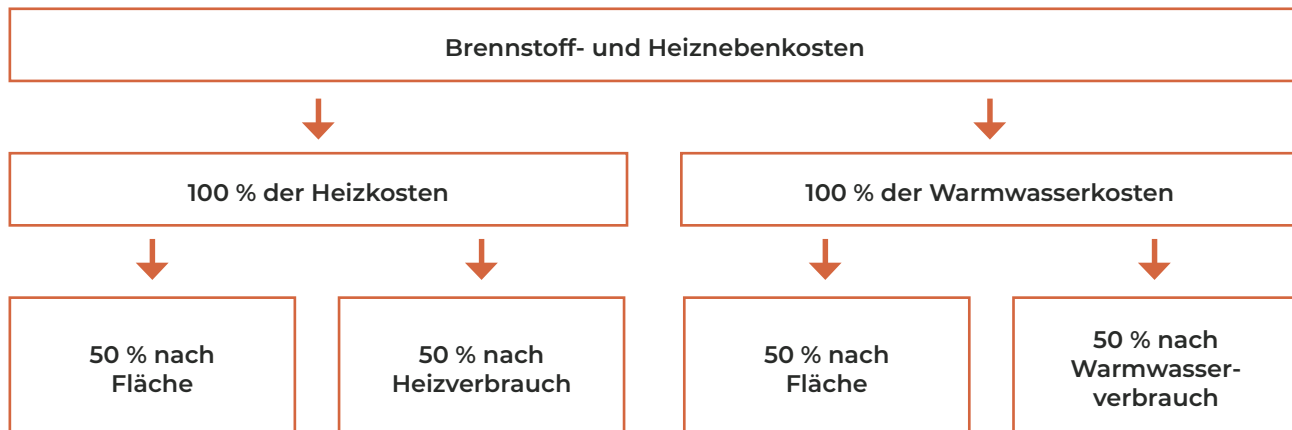 Brennstoff- und Heiznebenkosten
100 % der Heizkosten
100 % der Warmwasserkosten
50 % nach
Fläche
50 % nach
Heizverbrauch
50 % nach
Fläche
50 % nach
Warmwasser-
verbrauch